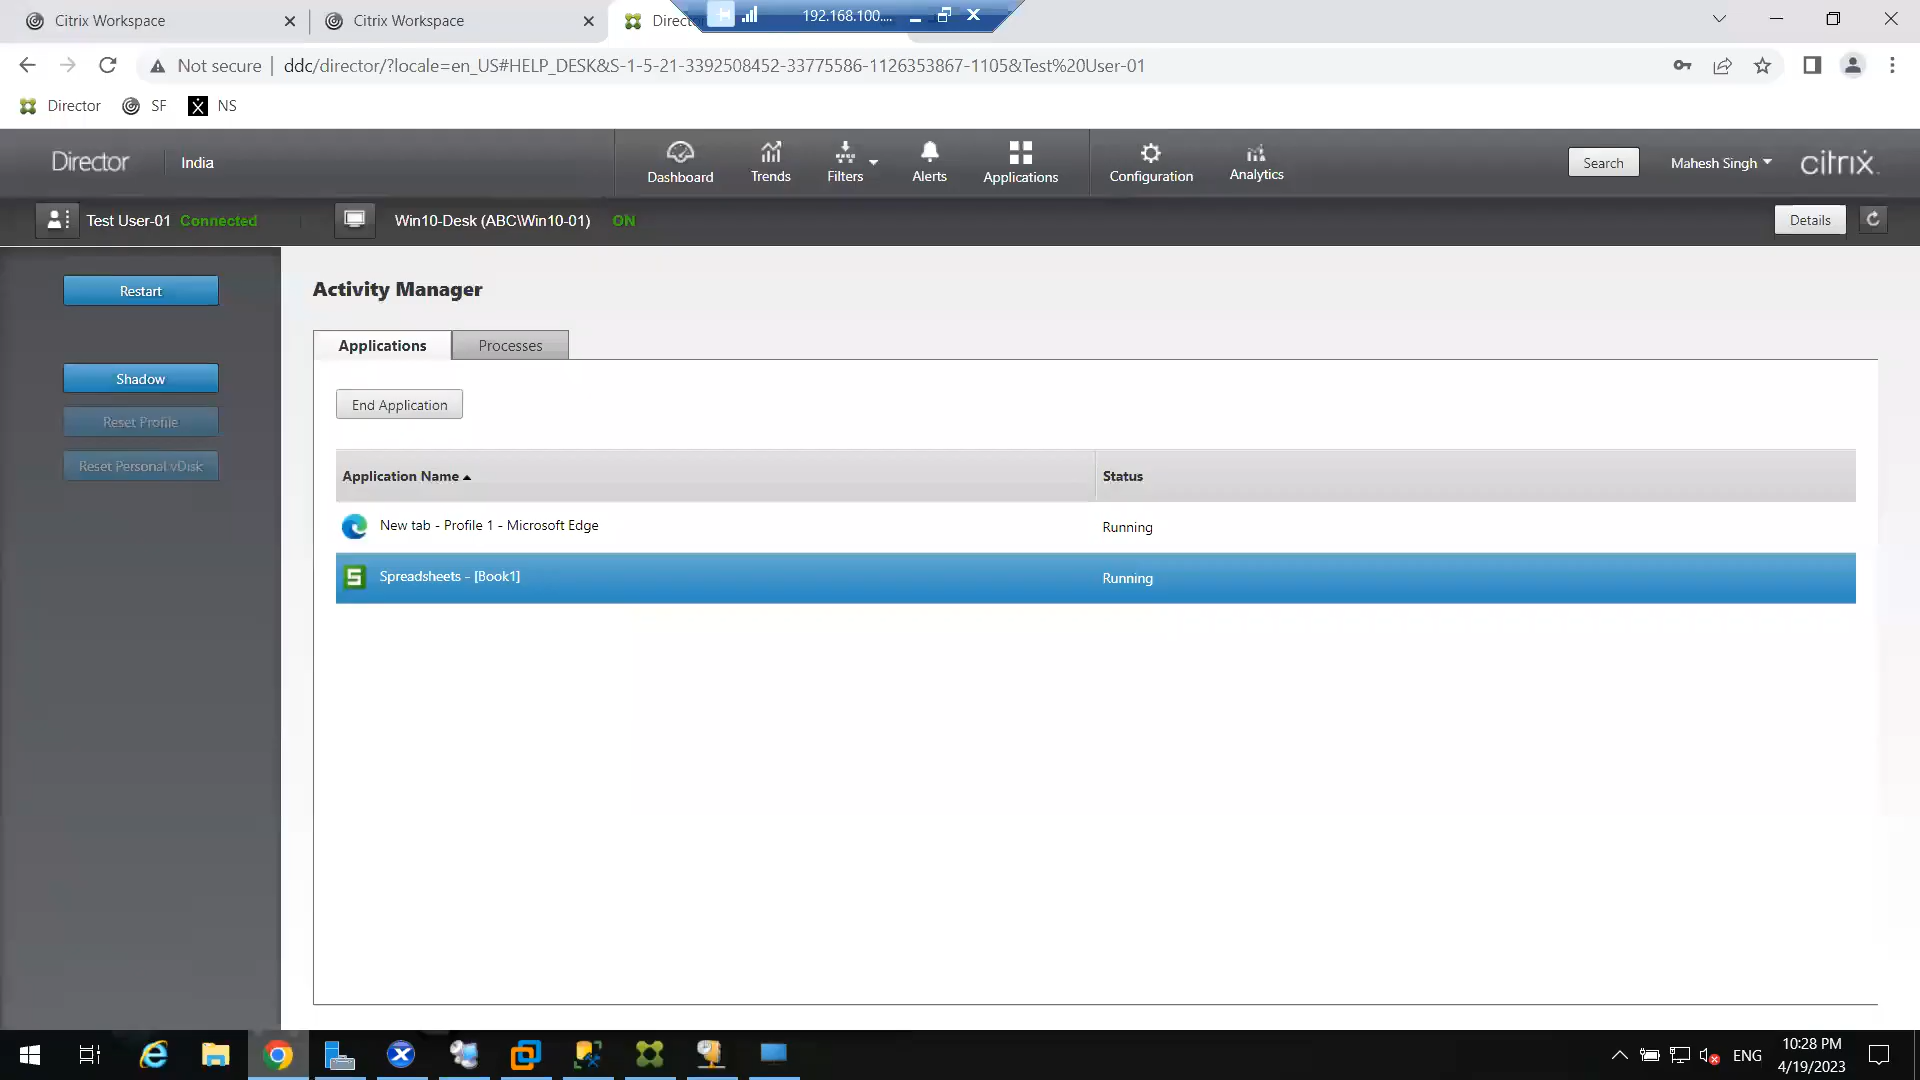 Citrix Workspace
Citrix Workspace
Director
192.168.100....
Not secure
ddc/director/?locale=en_US#HELP_DESK&S-1-5-21-3392508452-33775586-1126353867-1105&Test%20User-01
Director
SF
NS
Director
India
Dashboard
Trends
Filters
Alerts
Applications
Configuration
Analytics
Search
Mahesh Singh
citrix
Test User-01 Connected
Win10-Desk (ABC\Win10-01) ON
Details
Restart
Shadow
Reset Profile
Reset Personal vDisk
Activity Manager
Applications
Processes
End Application
Application Name
Status
New tab - Profile 1 - Microsoft Edge
Running
Spreadsheets - [Book1]
Running
ENG
10:28 PM
4/19/2023